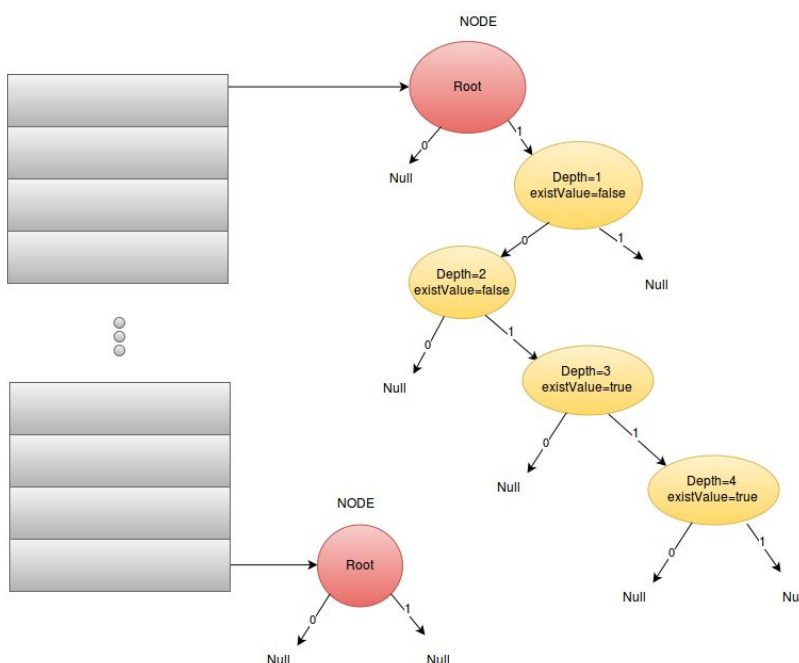 NODE
Root
0
1
Null
Depth=1
existValue=false
0
1
Null
Depth=2
existValue=false
0
1
Null
Depth=3
existValue=true
0
1
Null
Depth=4
existValue=true
0
1
Null
Nu
NODE
Root
0
1
Null
Null